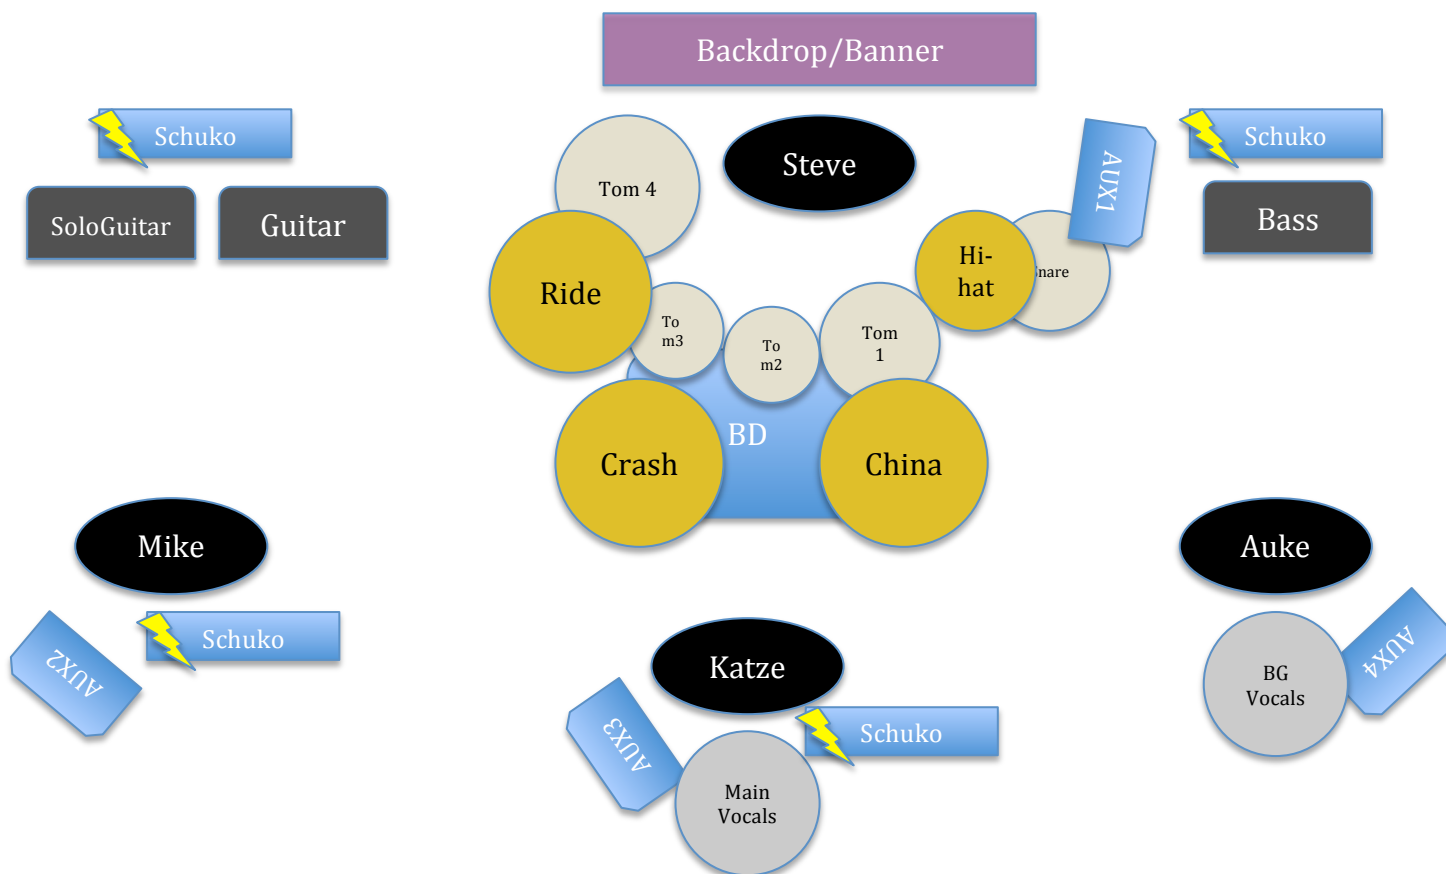 Backdrop/Banner
Schuko
Steve
AUX1
Schuko
Tom 4
SoloGuitar
Guitar
Bass
Hi-
hat
Snare
Ride
To
m3
To
m2
Tom
1
BD
Crash
China
Mike
Auke
Schuko
AUX2
Katze
BG
Vocals
AUX4
AUX3
Schuko
Main
Vocals